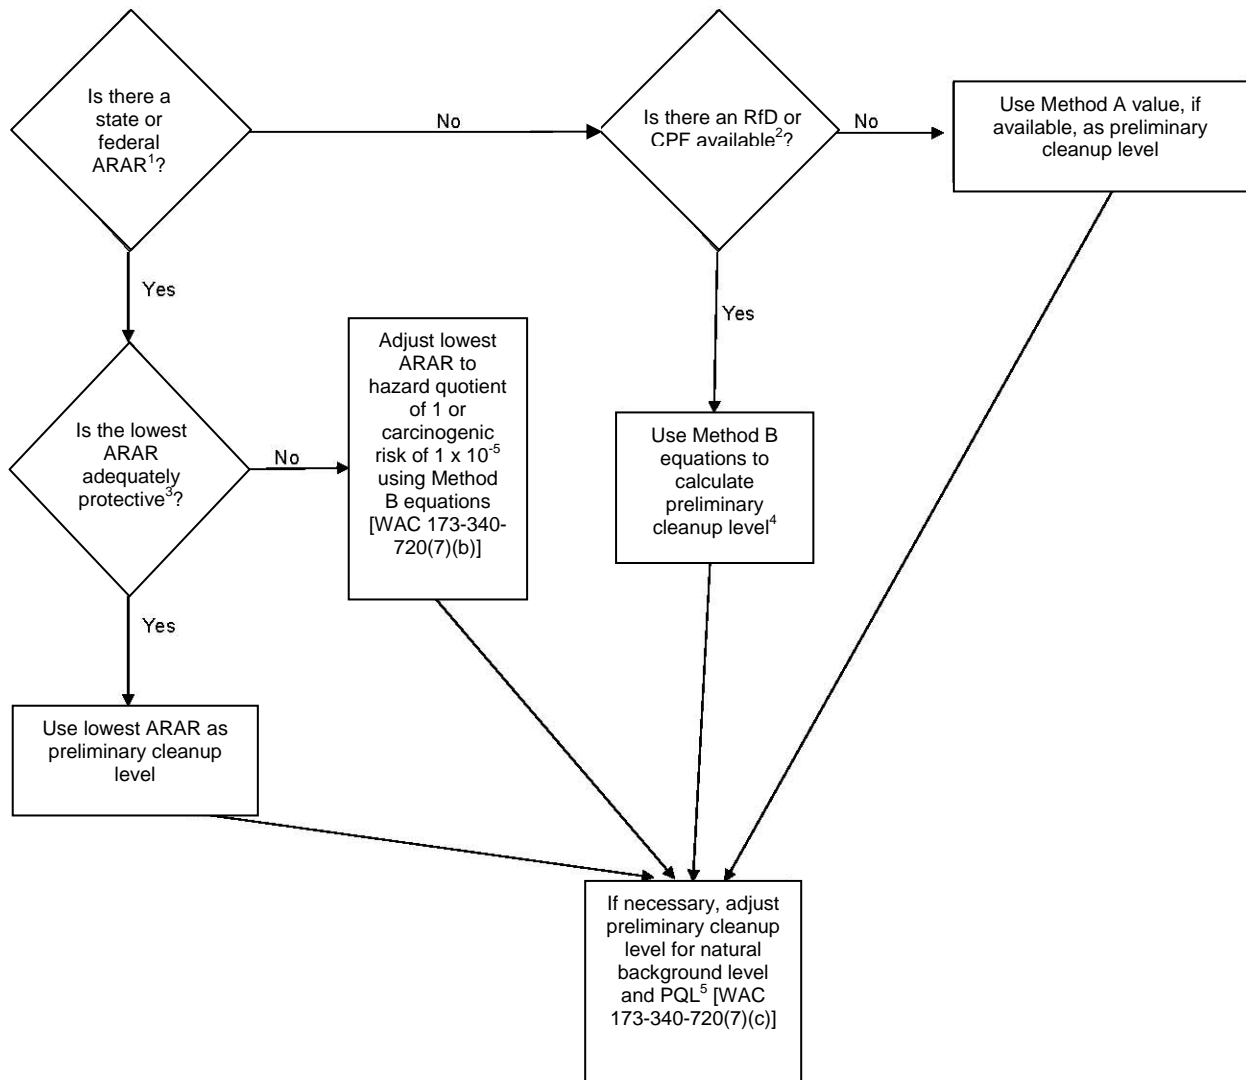 Is there a
state or
federal
ARAR¹?
No
Is there an RfD or
CPF available²?
No
Use Method A value, if
available, as preliminary
cleanup level
Yes
Yes
Is the lowest
ARAR
adequately
protective³?
No
Adjust lowest
ARAR to
hazard quotient
of 1 or
carcinogenic
risk of 1 x 10⁻⁵
using Method
B equations
[WAC 173-340-
720(7)(b)]
Use Method B
equations to
calculate
preliminary
cleanup level⁴
Yes
Use lowest ARAR as
preliminary cleanup
level
If necessary, adjust
preliminary cleanup
level for natural
background level
and PQL⁵ [WAC
173-340-720(7)(c)]